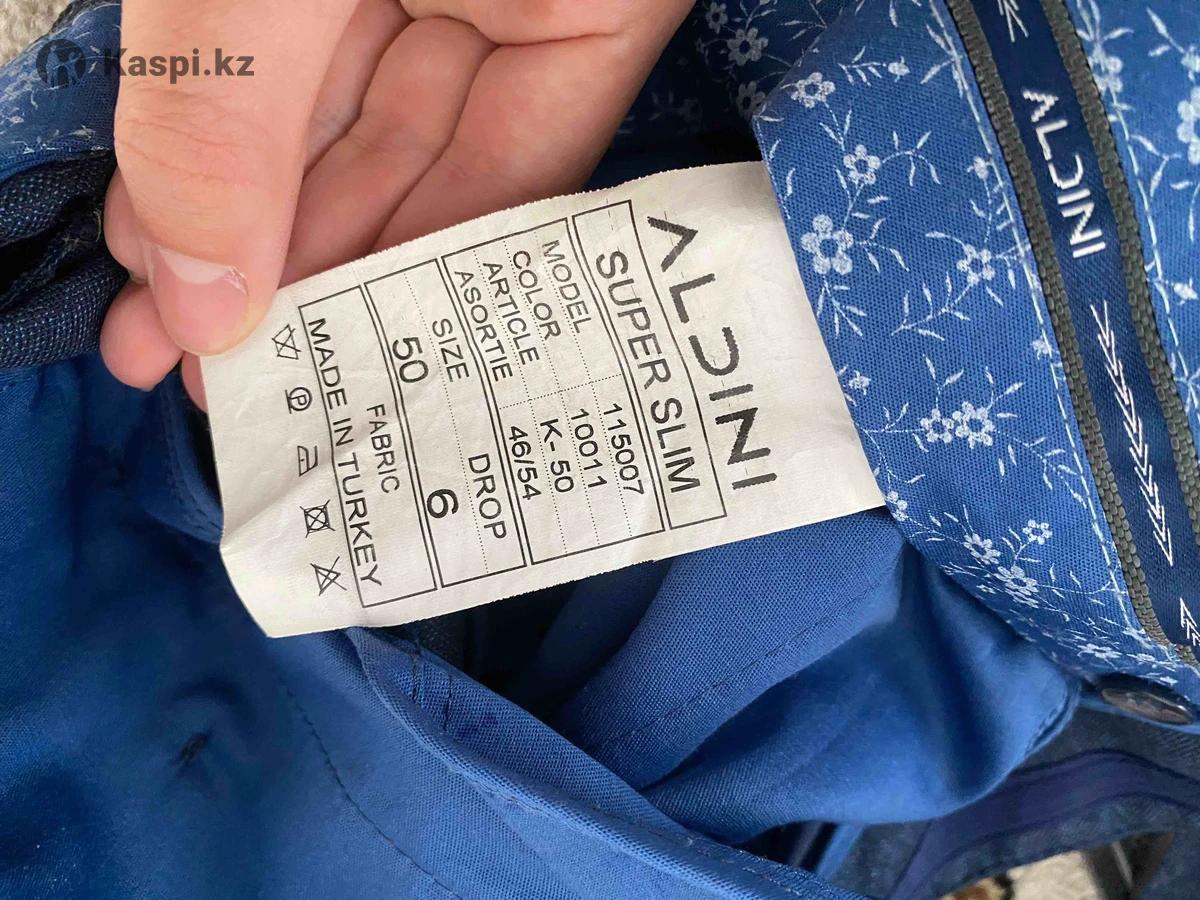 Kaspi.kz
ALDINI
SUPER SLIM
MODEL 115007
COLOR 10011
ARTICLE K-50
ASORTIE 46/54
SIZE DROP
50 6
FABRIC
MADE IN TURKEY
P
ALDINI